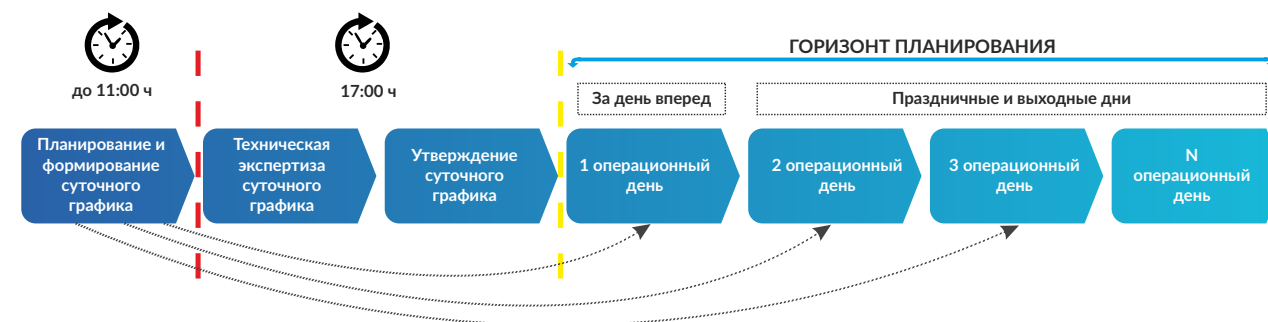 ГОРИЗОНТ ПЛАНИРОВАНИЯ
до 11:00 ч
17:00 ч
За день вперед
Праздничные и выходные дни
Планирование и
формирование
суточного
графика
Техническая
экспертиза
суточного
графика
Утверждение
суточного
графика
1 операционный
день
2 операционный
день
3 операционный
день
N
операционный
день